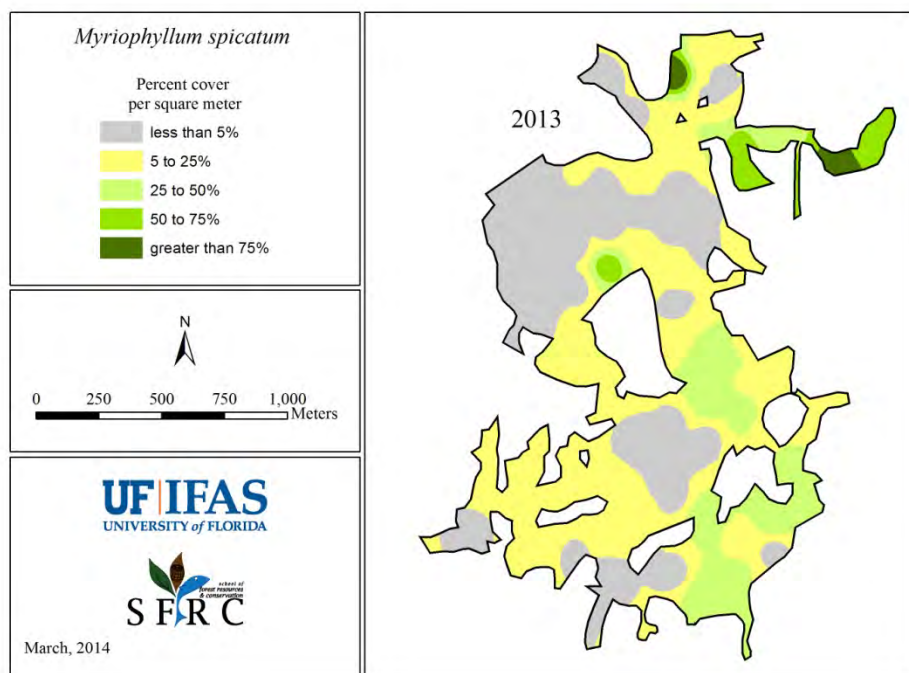 Myriophyllum spicatum
Percent cover
per square meter
less than 5%
5 to 25%
25 to 50%
50 to 75%
greater than 75%
N
0 250 500 750 1,000
Meters
UF|IFAS
UNIVERSITY of FLORIDA
school of
forest resources
& conservation
SFRC
March, 2014
2013